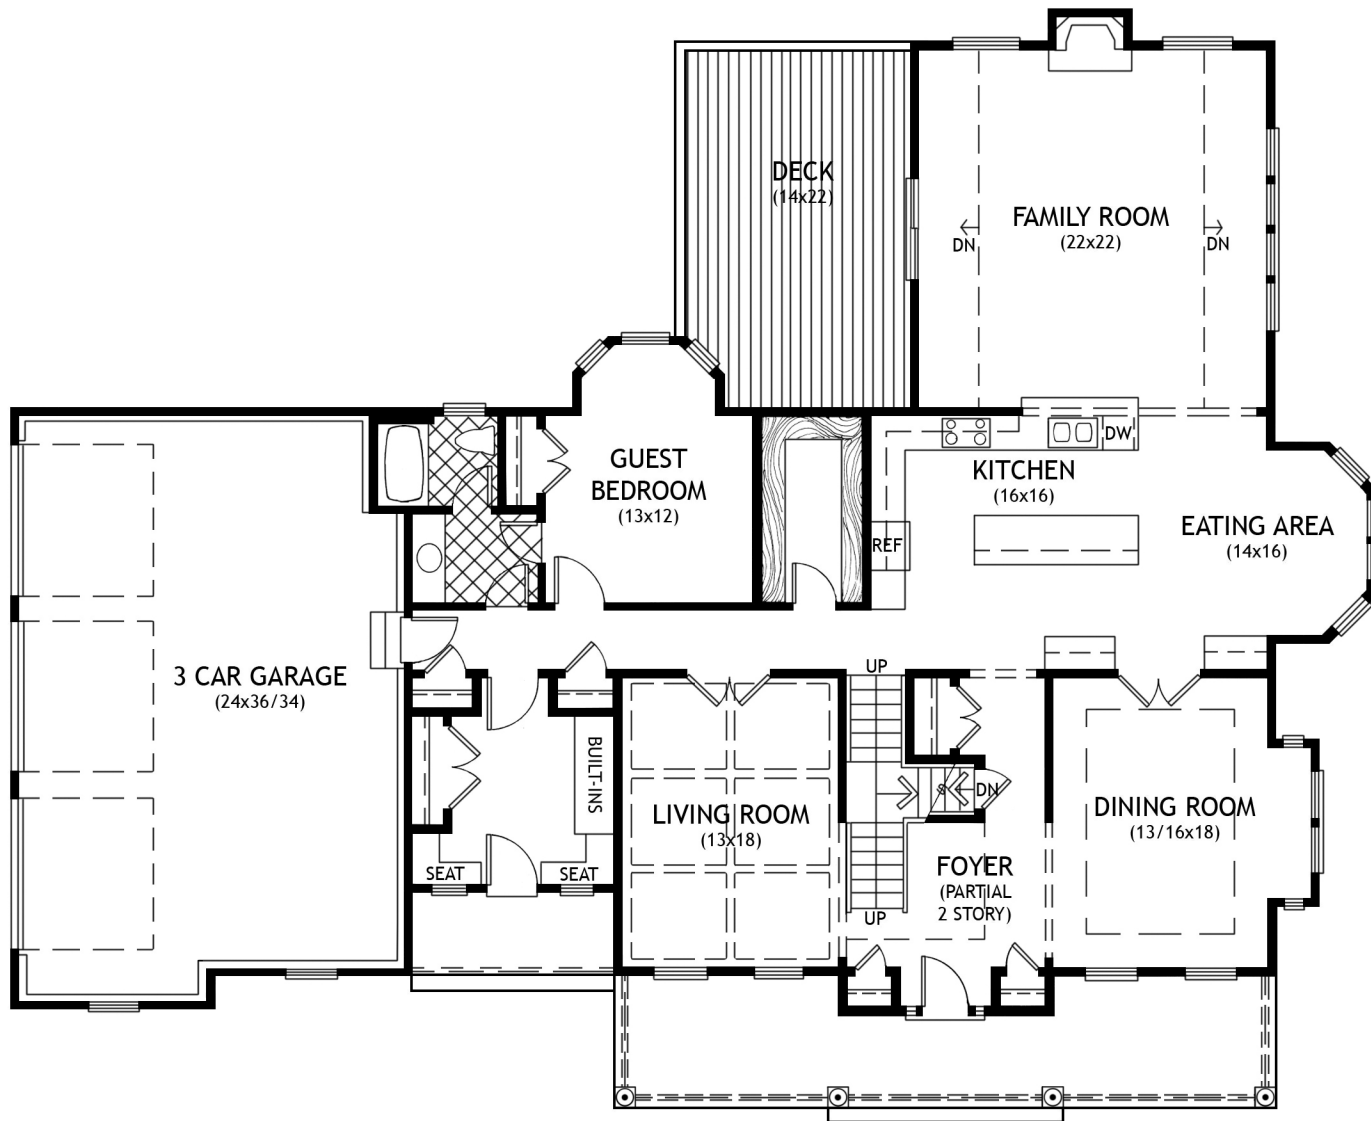 DECK
(14x22)
FAMILY ROOM
(22x22)
DN
DN
GUEST
BEDROOM
(13x12)
DW
KITCHEN
(16x16)
REF
EATING AREA
(14x16)
3 CAR GARAGE
(24x36/34)
UP
BUILT-INS
LIVING ROOM
(13x18)
S
DN
DINING ROOM
(13/16x18)
SEAT
SEAT
FOYER
(PARTIAL
2 STORY)
UP